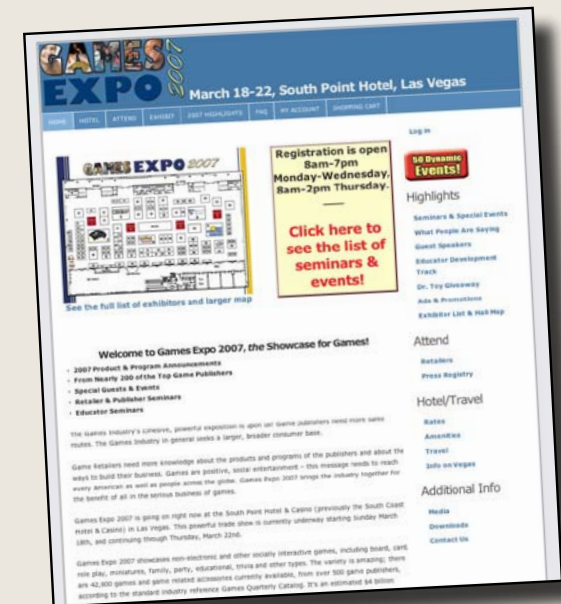 GAMES
EXPO 2007
March 18-22, South Point Hotel, Las Vegas
HOME HOTEL ATTEND EXHIBIT 2007 HIGHLIGHTS FAQ MY ACCOUNT SHOPPING CART
Log in
GAMES EXPO 2007
See the full list of exhibitors and larger map
Registration is open
8am-7pm
Monday-Wednesday,
8am-2pm Thursday.
Click here to
see the list of
seminars &
events!
50 Dynamic
Events!
Highlights
Seminars & Special Events
What People Are Saying
Guest Speakers
Educator Development
Track
Dr. Toy Giveaway
Ads & Promotions
Exhibitor List & Hall Map
Attend
Retailers
Press Registry
Hotel/Travel
Rates
Amenities
Travel
Info on Vegas
Additional Info
Media
Downloads
Contact Us
Welcome to Games Expo 2007, the Showcase for Games!
· 2007 Product & Program Announcements
· From Nearly 200 of the Top Game Publishers
· Special Guests & Events
· Retailer & Publisher Seminars
· Educator Seminars
The Games Industry's cohesive, powerful exposition is upon us! Game publishers need more sales
routes. The Games Industry in general seeks a larger, broader consumer base.
Game Retailers need more knowledge about the products and programs of the publishers and about the
ways to build their business. Games are positive, social entertainment – this message needs to reach
every American as well as people across the globe. Games Expo 2007 brings the industry together for
the benefit of all in the serious business of games.
Games Expo 2007 is going on right now at the South Point Hotel & Casino (previously the South Coast
Hotel & Casino) in Las Vegas. This powerful trade show is currently underway starting Sunday March
18th, and continuing through Thursday, March 22nd.
Games Expo 2007 showcases non-electronic and other socially interactive games, including board, card,
role play, miniatures, family, party, educational, trivia and other types. The variety is amazing; there
are 42,800 games and game related accessories currently available, from over 500 game publishers,
according to the standard industry reference Games Quarterly Catalog. It's an estimated $4 billion